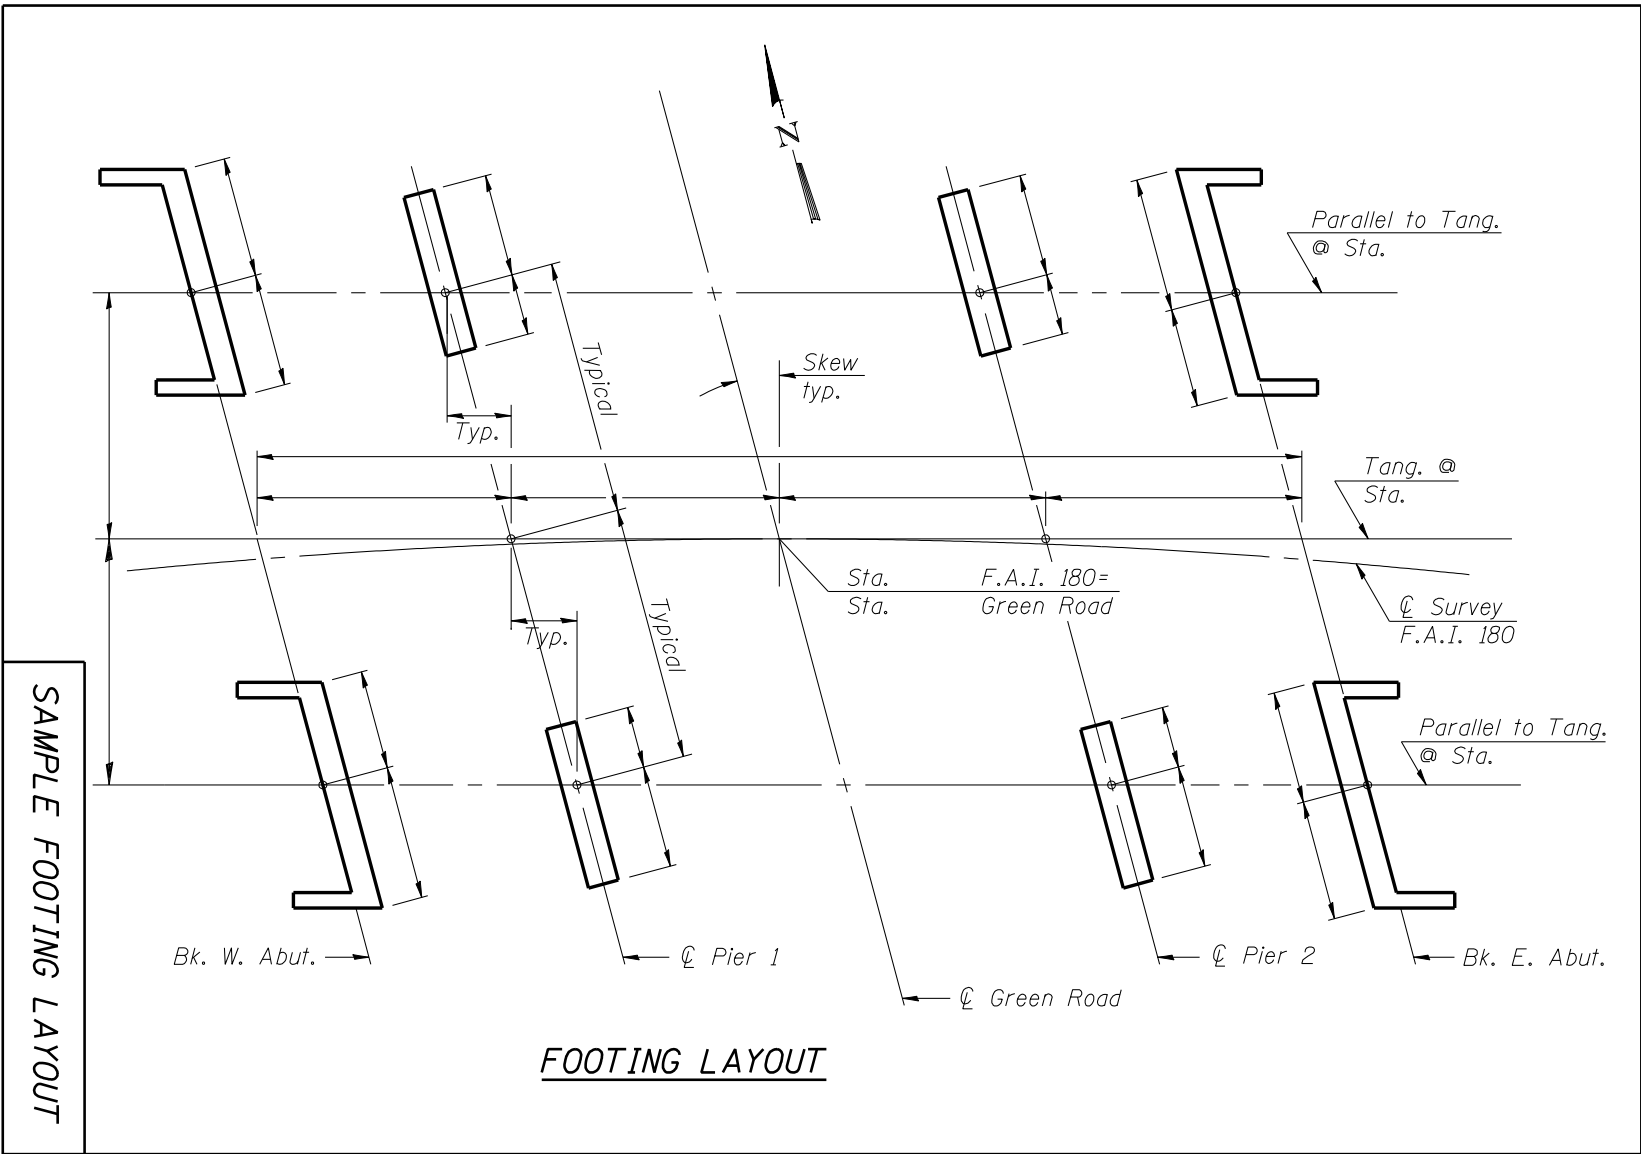 N
Parallel to Tang.
@ Sta.
Skew
typ.
Typical
Typ.
Tang. @
Sta.
Sta. F.A.I. 180=
Sta. Green Road
℄ Survey
F.A.I. 180
Typ.
Typical
Parallel to Tang.
@ Sta.
Bk. W. Abut.
℄ Pier 1
℄ Pier 2
Bk. E. Abut.
℄ Green Road
FOOTING LAYOUT
SAMPLE FOOTING LAYOUT